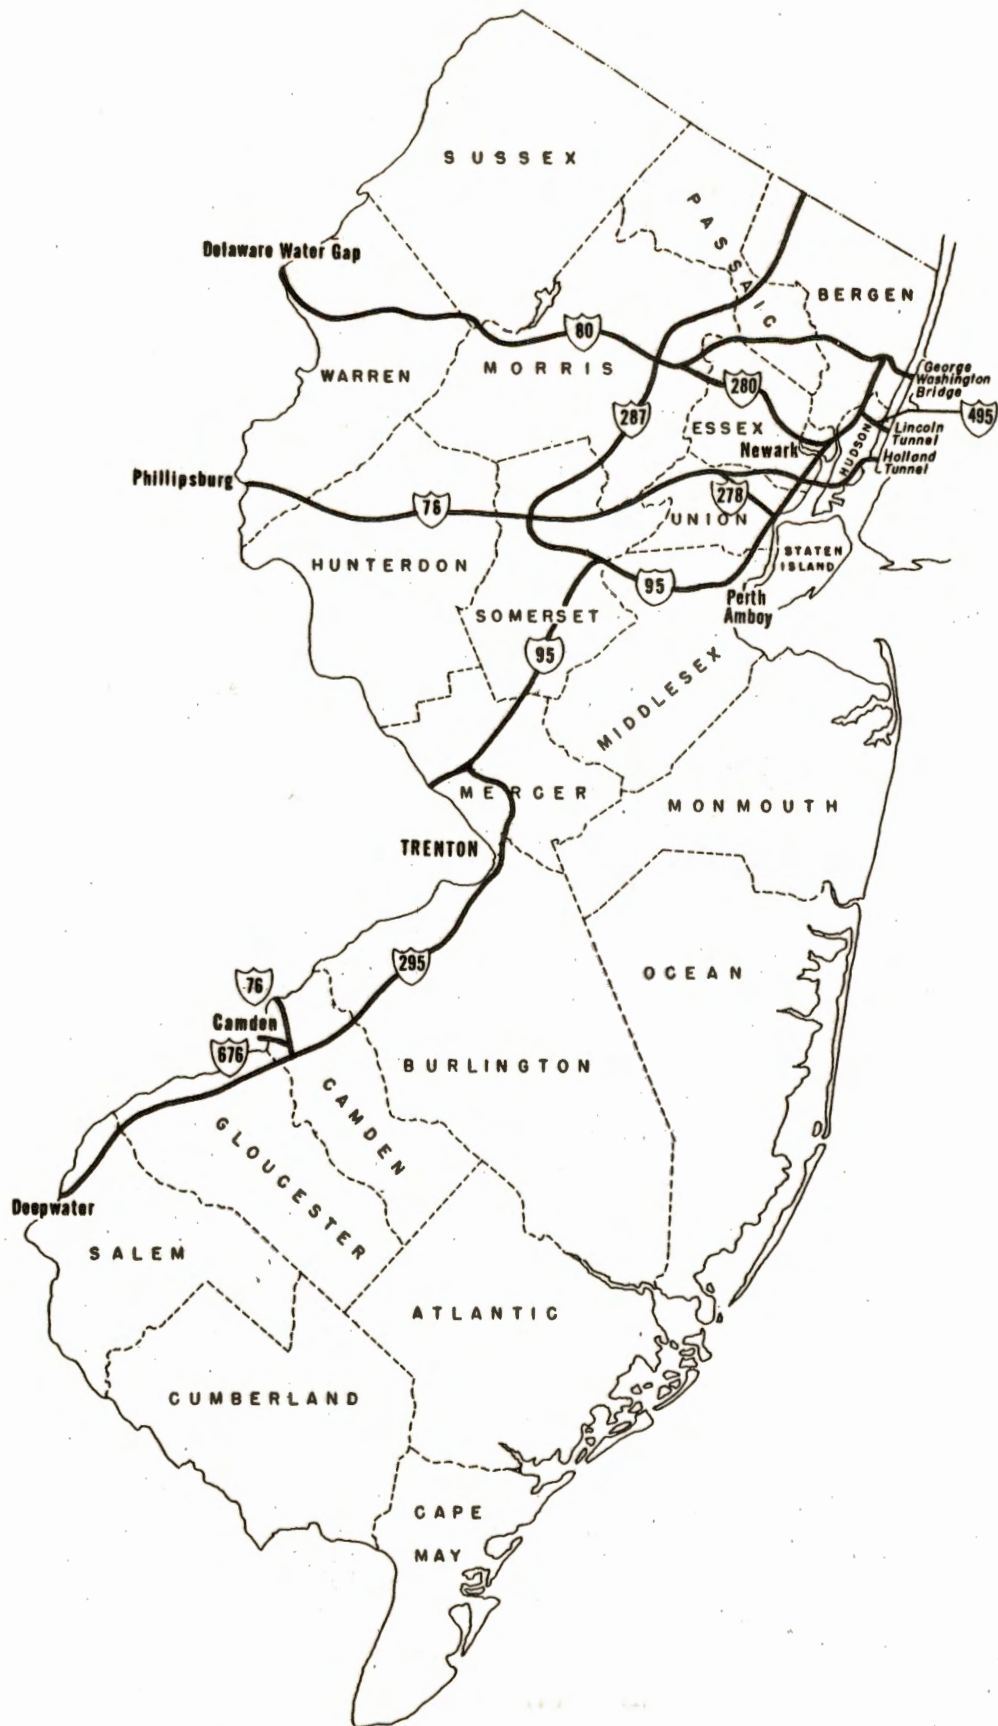 SUSSEX
PASSAIC
Delaware Water Gap
BERGEN
80
WARREN
MORRIS
George
Washington
Bridge
280
287
495
ESSEX
Lincoln
Tunnel
HUDSON
Newark
Holland
Tunnel
Phillipsburg
278
76
UNION
STATEN
ISLAND
HUNTERDON
95
Perth
Amboy
SOMERSET
95
MIDDLESEX
MERCER
MONMOUTH
TRENTON
295
OCEAN
76
Camden
676
BURLINGTON
CAMDEN
GLOUCESTER
Deepwater
SALEM
ATLANTIC
CUMBERLAND
CAPE
MAY